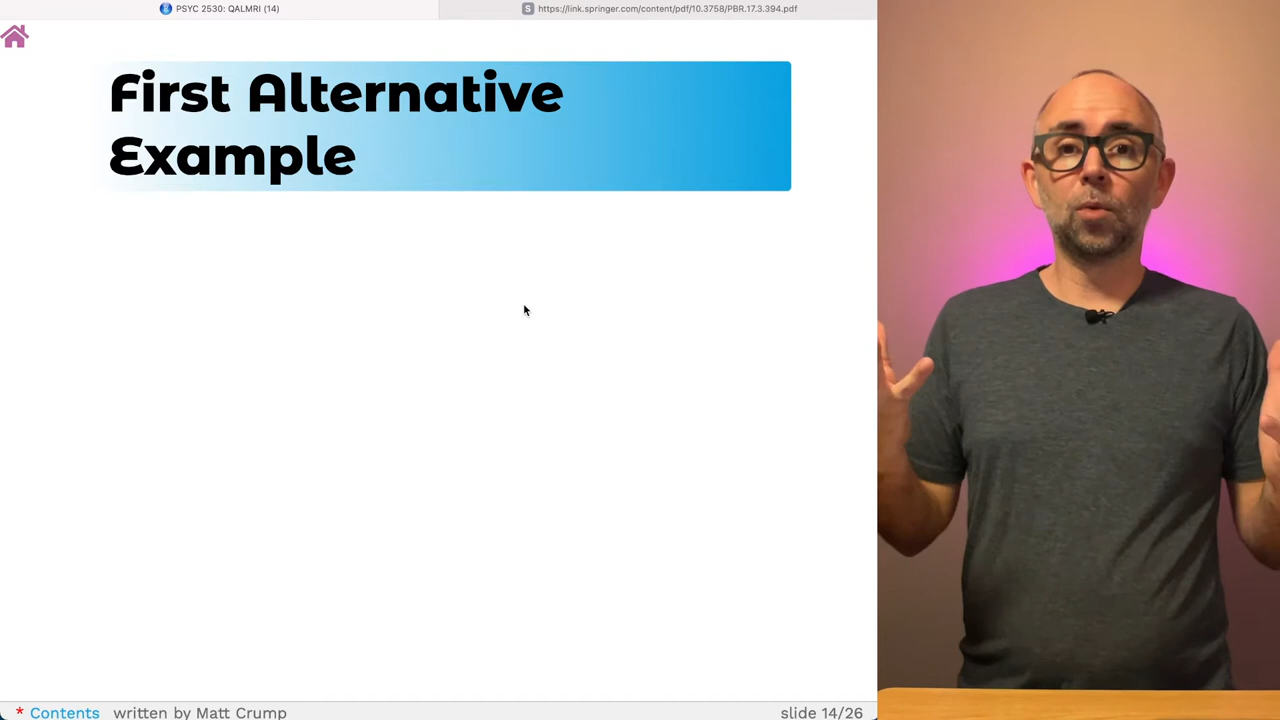 PSYC 2530: QALMRI (14)
S https://link.springer.com/content/pdf/10.3758/PBR.17.3.394.pdf
First Alternative
Example
* Contents written by Matt Crump slide 14/26